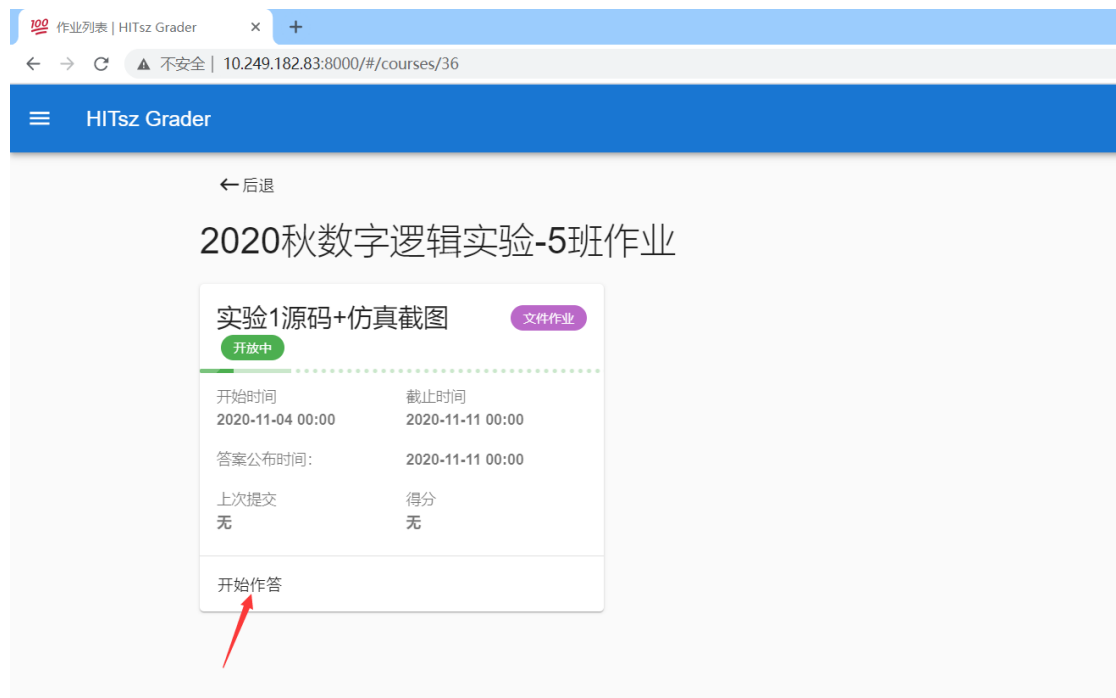 100 作业列表 | HITsz Grader
不安全 | 10.249.182.83:8000/#/courses/36
HITsz Grader
后退
2020秋数字逻辑实验-5班作业
实验1源码+仿真截图 文件作业
开放中
开始时间 截止时间
2020-11-04 00:00 2020-11-11 00:00
答案公布时间: 2020-11-11 00:00
上次提交 得分
无 无
开始作答